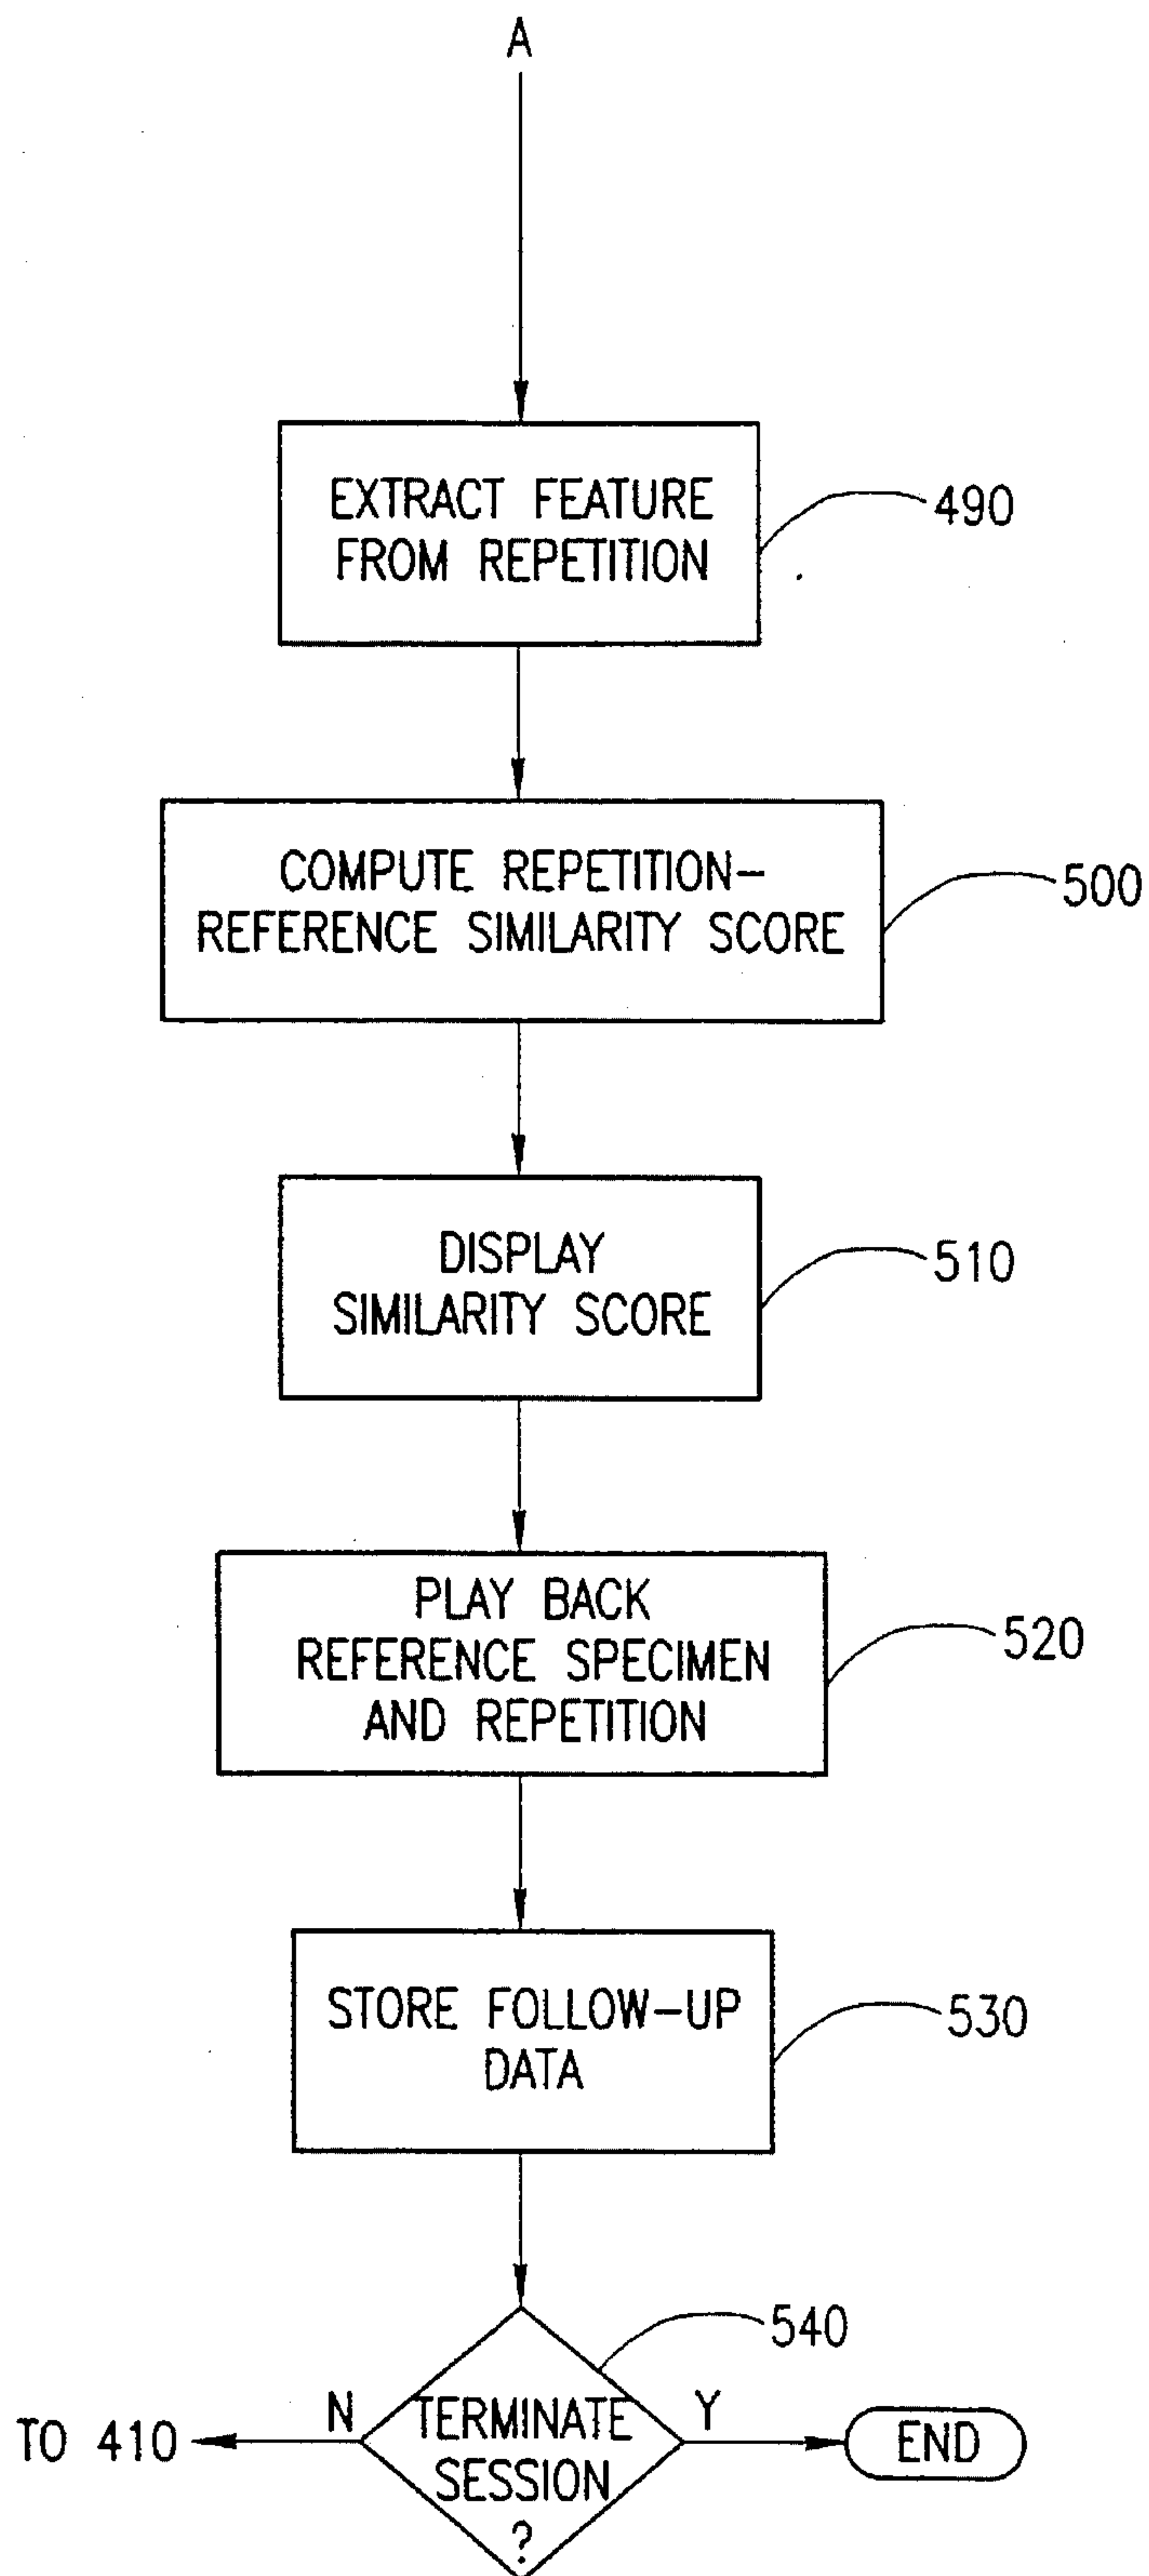 A
EXTRACT FEATURE
FROM REPETITION
490
COMPUTE REPETITION-
REFERENCE SIMILARITY SCORE
500
DISPLAY
SIMILARITY SCORE
510
PLAY BACK
REFERENCE SPECIMEN
AND REPETITION
520
STORE FOLLOW-UP
DATA
530
540
TO 410
N
TERMINATE
SESSION
?
Y
END